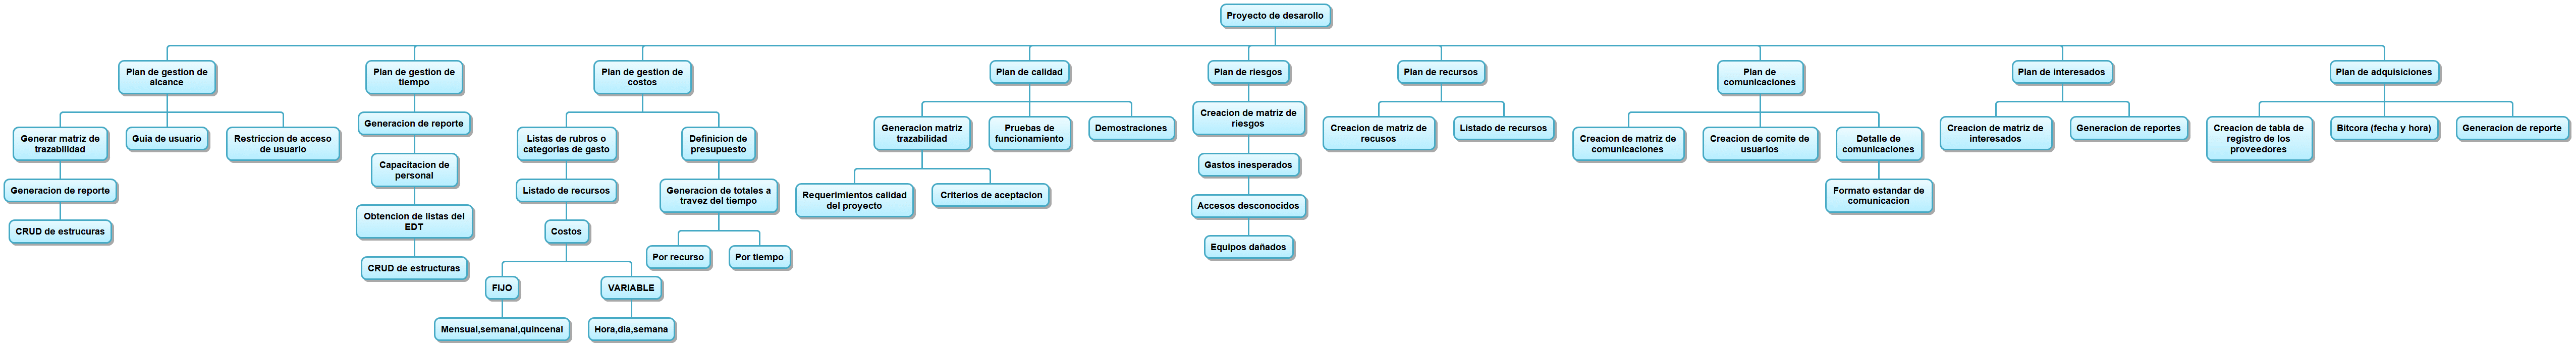 Proyecto de desarollo
Plan de gestion de
alcance
Plan de gestion de
tiempo
Plan de gestion de
costos
Plan de calidad
Plan de riesgos
Plan de recursos
Plan de
comunicaciones
Plan de interesados
Plan de adquisiciones
Generar matriz de
trazabilidad
Guia de usuario
Restriccion de acceso
de usuario
Generacion de reporte
CRUD de estrucuras
Generacion de reporte
Capacitacion de
personal
Obtencion de listas del
EDT
CRUD de estructuras
Listas de rubros o
categorias de gasto
Definicion de
presupuesto
Listado de recursos
Generacion de totales a
travez del tiempo
Costos
Por recurso
Por tiempo
FIJO
VARIABLE
Mensual,semanal,quincenal
Hora,dia,semana
Generacion matriz
trazabilidad
Pruebas de
funcionamiento
Demostraciones
Requerimientos calidad
del proyecto
Criterios de aceptacion
Creacion de matriz de
riesgos
Gastos inesperados
Accesos desconocidos
Equipos dañados
Creacion de matriz de
recusos
Listado de recursos
Creacion de matriz de
comunicaciones
Creacion de comite de
usuarios
Detalle de
comunicaciones
Formato estandar de
comunicacion
Creacion de matriz de
interesados
Generacion de reportes
Creacion de tabla de
registro de los
proveedores
Bitcora (fecha y hora)
Generacion de reporte